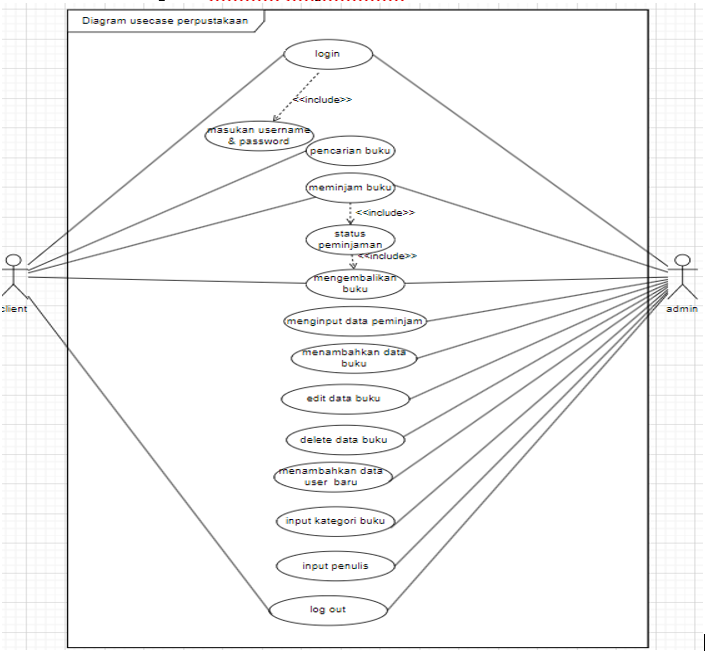 Diagram usecase perpustakaan
login
<<include>>
masukan username
& password
pencarian buku
meminjam buku
<<include>>
status
peminjaman
<<include>>
mengembalikan
buku
client
admin
menginput data peminjam
menambahkan data
buku
edit data buku
delete data buku
menambahkan data
user baru
input kategori buku
input penulis
log out